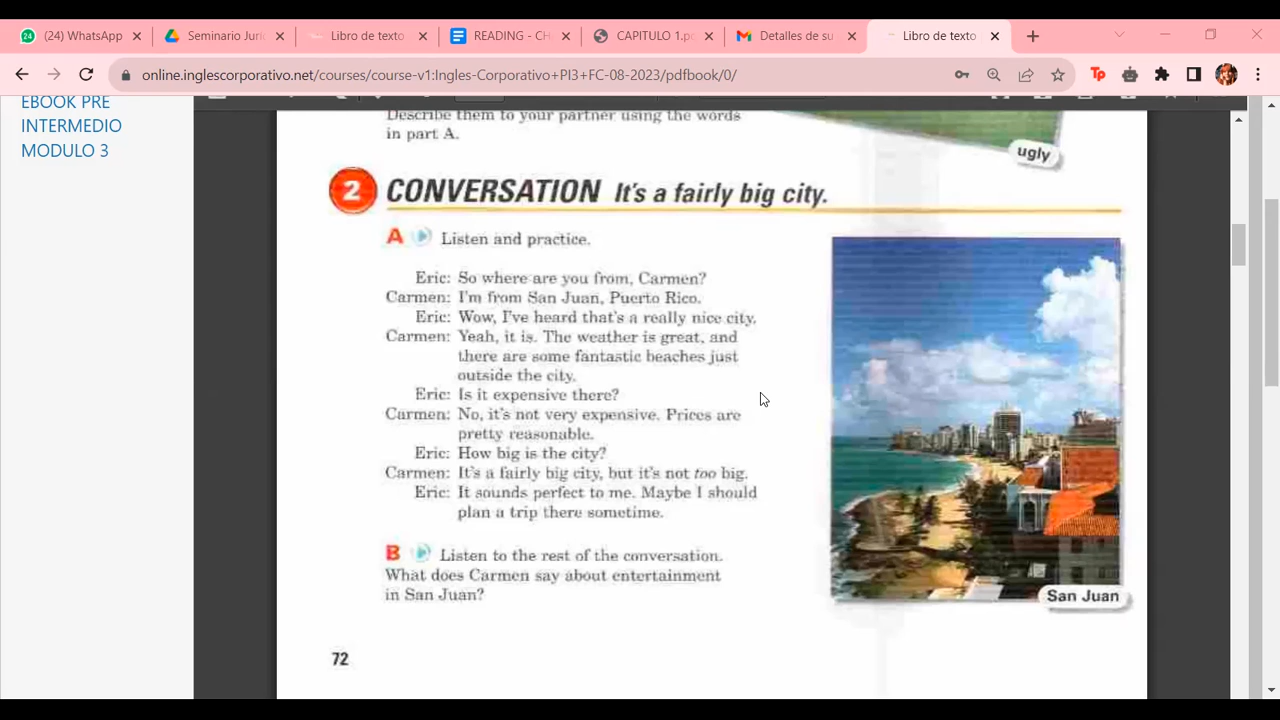 (24) WhatsApp
Seminario Juri
Libro de texto
READING - CH
CAPITULO 1.p
Detalles de su
Libro de texto
online.inglescorporativo.net/courses/course-v1:Ingles-Corporativo+PI3+FC-08-2023/pdfbook/0/
EBOOK PRE
INTERMEDIO
MODULO 3
Describe them to your partner using the words
in part A.
ugly
2 CONVERSATION It's a fairly big city.
A Listen and practice.
Eric: So where are you from, Carmen?
Carmen: I'm from San Juan, Puerto Rico.
Eric: Wow, I've heard that's a really nice city.
Carmen: Yeah, it is. The weather is great, and
there are some fantastic beaches just
outside the city.
Eric: Is it expensive there?
Carmen: No, it's not very expensive. Prices are
pretty reasonable.
Eric: How big is the city?
Carmen: It's a fairly big city, but it's not too big.
Eric: It sounds perfect to me. Maybe I should
plan a trip there sometime.
B Listen to the rest of the conversation.
What does Carmen say about entertainment
in San Juan?
San Juan
72